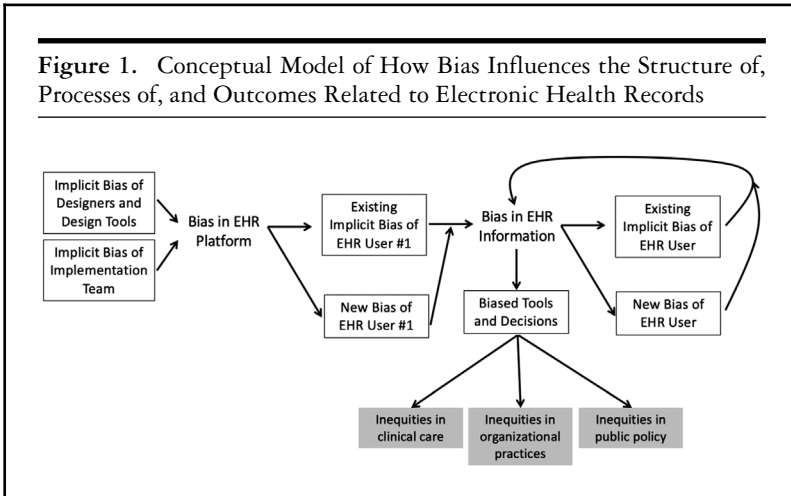 Figure 1. Conceptual Model of How Bias Influences the Structure of,
Processes of, and Outcomes Related to Electronic Health Records
Implicit Bias of
Designers and
Design Tools
Implicit Bias of
Implementation
Team
Bias in EHR
Platform
Existing
Implicit Bias of
EHR User #1
New Bias of
EHR User #1
Bias in EHR
Information
Biased Tools
and Decisions
Existing
Implicit Bias of
EHR User
New Bias of
EHR User
Inequities in
clinical care
Inequities in
organizational
practices
Inequities in
public policy